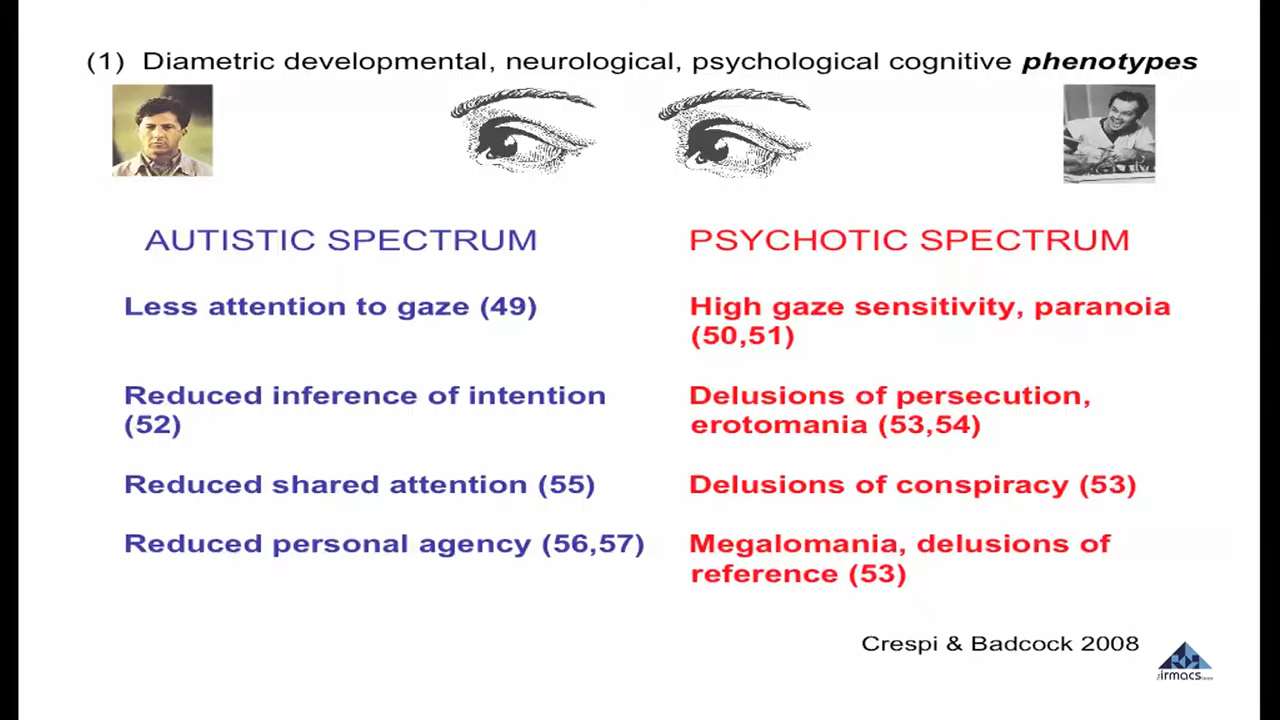 (1) Diametric developmental, neurological, psychological cognitive phenotypes
AUTISTIC SPECTRUM
PSYCHOTIC SPECTRUM
Less attention to gaze (49)
High gaze sensitivity, paranoia
(50,51)
Reduced inference of intention
(52)
Delusions of persecution,
erotomania (53,54)
Reduced shared attention (55)
Delusions of conspiracy (53)
Reduced personal agency (56,57)
Megalomania, delusions of
reference (53)
Crespi & Badcock 2008
irmacs